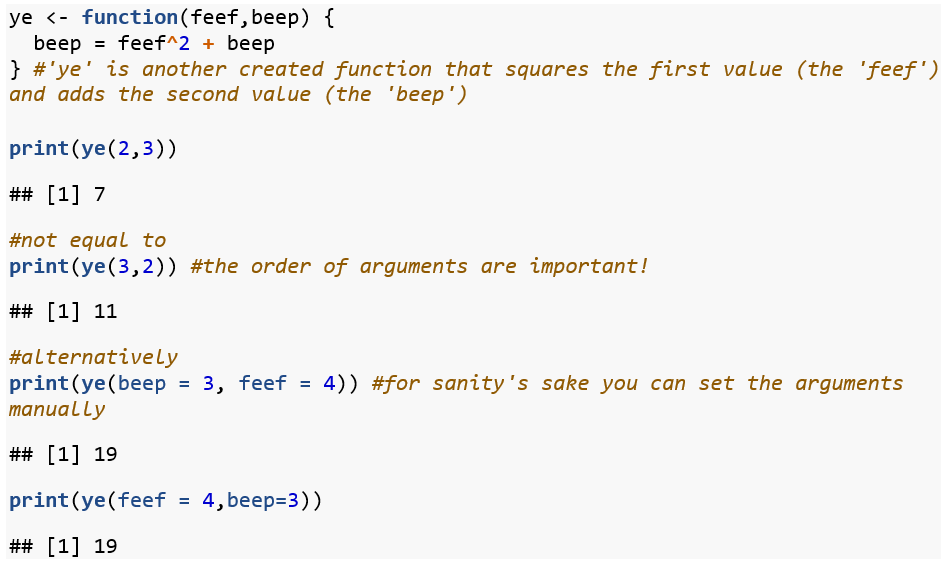 ye <- function(feef,beep) {
  beep = feef^2 + beep
} #'ye' is another created function that squares the first value (the 'feef')
and adds the second value (the 'beep')
print(ye(2,3))
## [1] 7
#not equal to
print(ye(3,2)) #the order of arguments are important!
## [1] 11
#alternatively
print(ye(beep = 3, feef = 4)) #for sanity's sake you can set the arguments
manually
## [1] 19
print(ye(feef = 4,beep=3))
## [1] 19